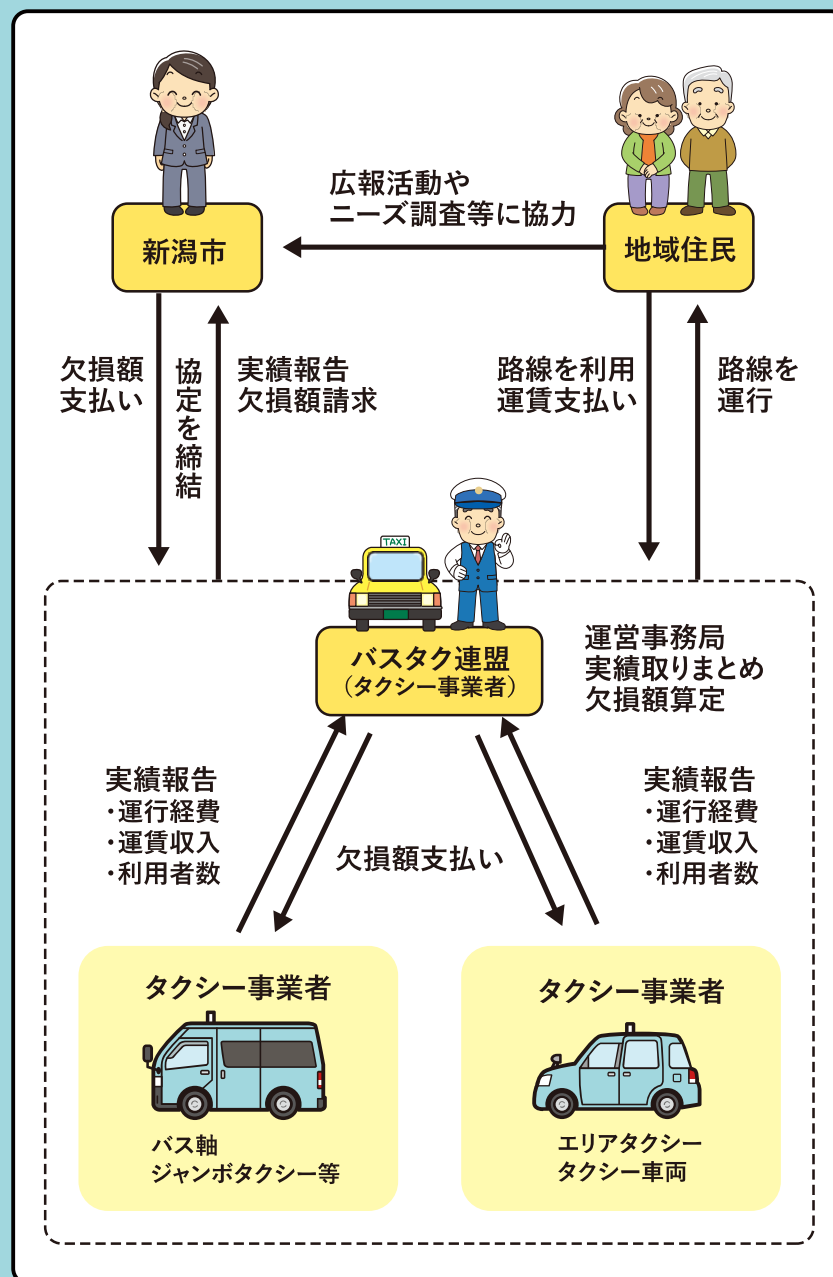 広報活動や
ニーズ調査等に協力
新潟市
地域住民
欠損額
支払い
協定を締結
実績報告
欠損額請求
路線を利用
運賃支払い
路線を
運行
TAXI
バスタク連盟
(タクシー事業者)
運営事務局
実績取りまとめ
欠損額算定
実績報告
・運行経費
・運賃収入
・利用者数
欠損額支払い
実績報告
・運行経費
・運賃収入
・利用者数
タクシー事業者
バス軸
ジャンボタクシー等
タクシー事業者
エリアタクシー
タクシー車両